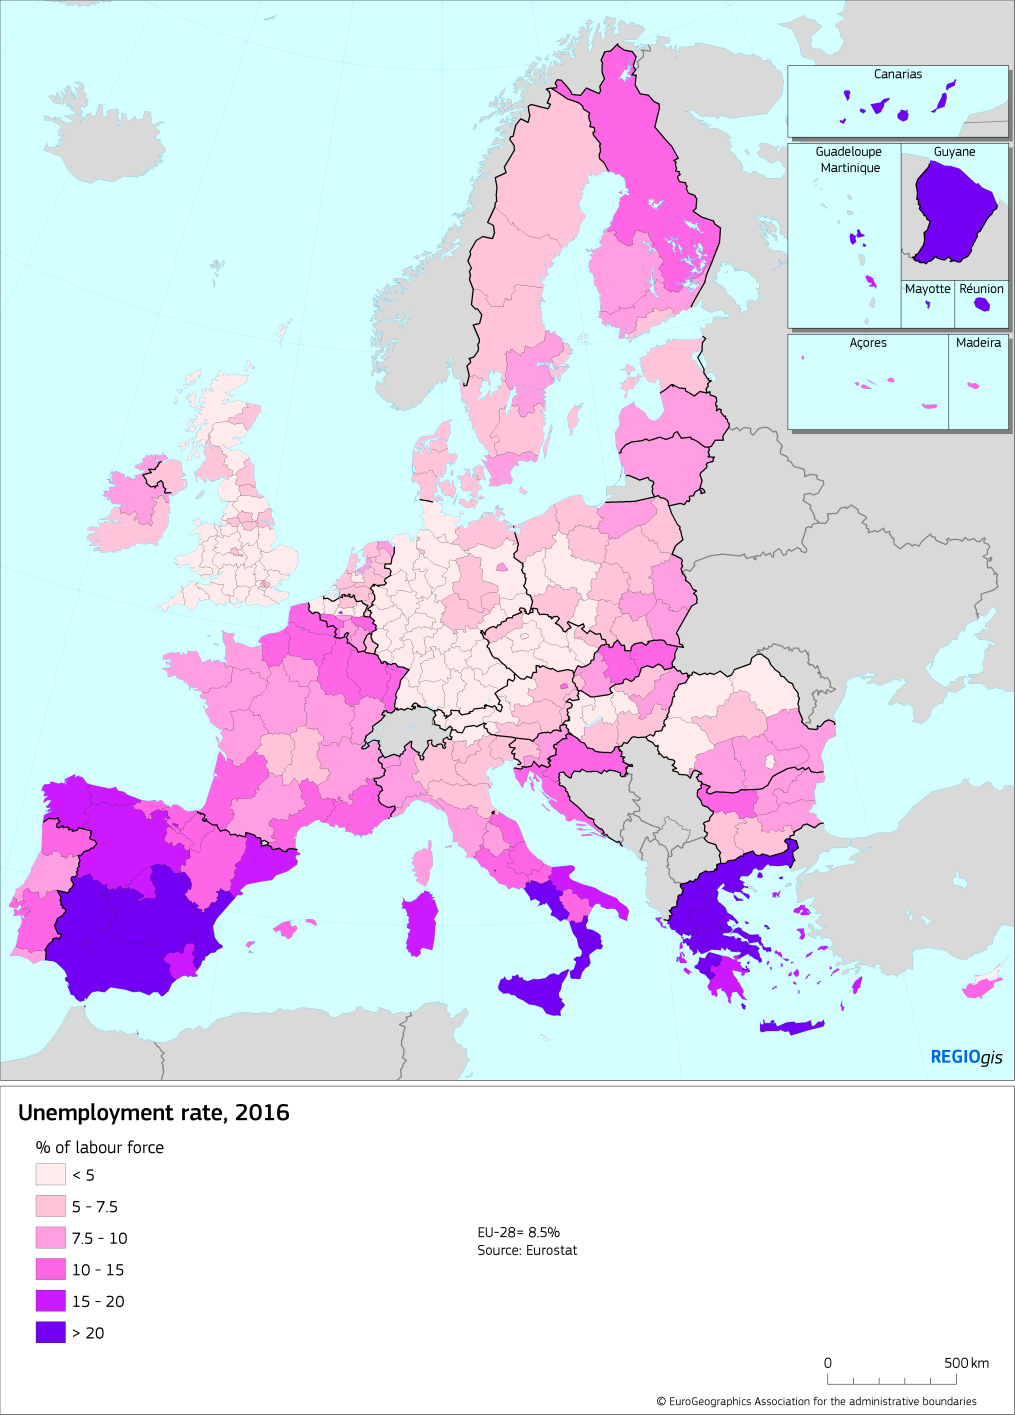 Canarias
Guadeloupe
Martinique
Guyane
Mayotte
Réunion
Açores
Madeira
REGIOgis
Unemployment rate, 2016
% of labour force
< 5
5 - 7.5
7.5 - 10
10 - 15
15 - 20
> 20
EU-28= 8.5%
Source: Eurostat
0 500 km
© EuroGeographics Association for the administrative boundaries